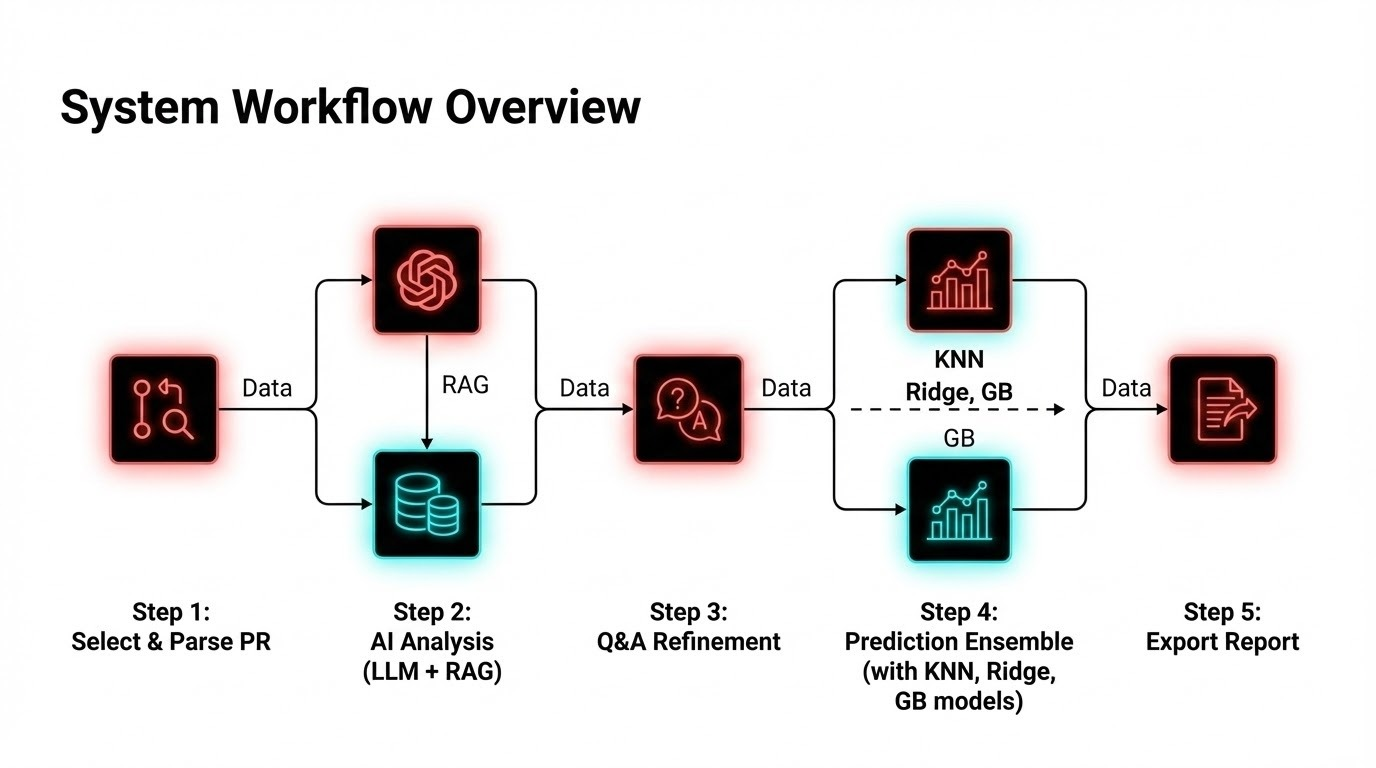 System Workflow Overview
Data
RAG
Data
?
A
Data
KNN
Ridge, GB
GB
Data
Step 1:
Select & Parse PR
Step 2:
AI Analysis
(LLM + RAG)
Step 3:
Q&A Refinement
Step 4:
Prediction Ensemble
(with KNN, Ridge,
GB models)
Step 5:
Export Report